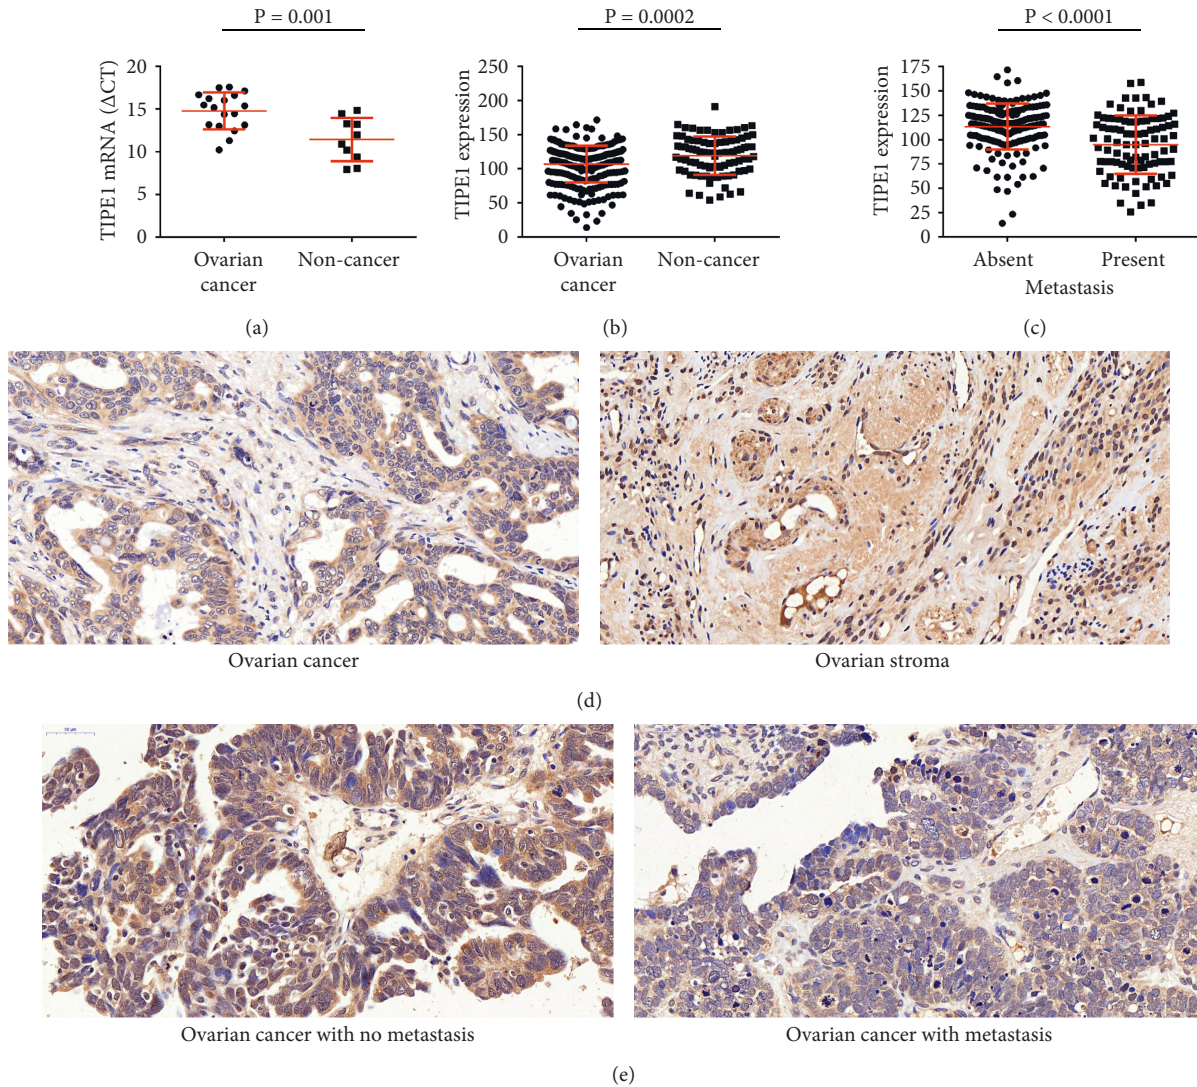 P = 0.001
TIPE1 mRNA (ΔCT)
20
15
10
5
0
Ovarian
cancer
Non-cancer
(a)
P = 0.0002
TIPE1 expression
250
200
150
100
50
0
Ovarian
cancer
Non-cancer
(b)
P < 0.0001
TIPE1 expression
175
150
125
100
75
50
25
0
Absent
Present
Metastasis
(c)
Ovarian cancer
Ovarian stroma
(d)
Ovarian cancer with no metastasis
Ovarian cancer with metastasis
(e)